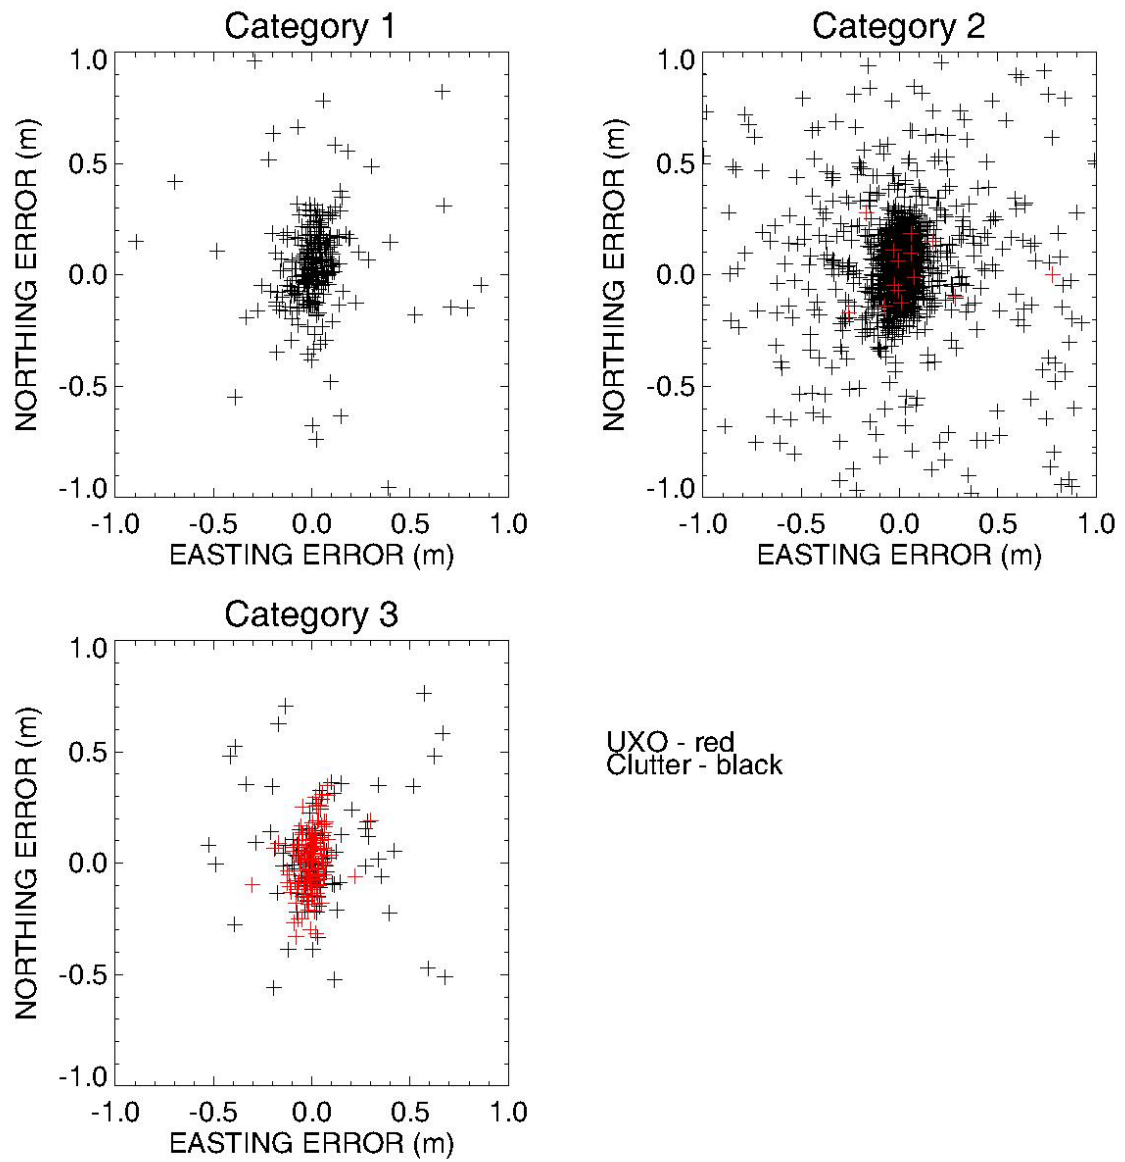 Category 1
1.0
0.5
0.0
-0.5
-1.0
NORTHING ERROR (m)
-1.0 -0.5 0.0 0.5 1.0
EASTING ERROR (m)
Category 2
1.0
0.5
0.0
-0.5
-1.0
NORTHING ERROR (m)
-1.0 -0.5 0.0 0.5 1.0
EASTING ERROR (m)
Category 3
1.0
0.5
0.0
-0.5
-1.0
NORTHING ERROR (m)
-1.0 -0.5 0.0 0.5 1.0
EASTING ERROR (m)
UXO - red
Clutter - black